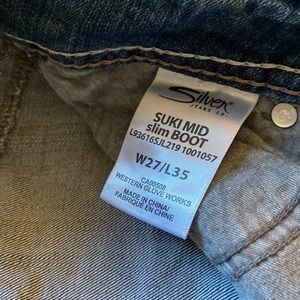 Silver
JEANS CO.
SUKI MID
slim BOOT
L93616SJL219 1001057
W27/L35
CA00508
WESTERN GLOVE WORKS
MADE IN CHINA/
FABRIQUÉ EN CHINE